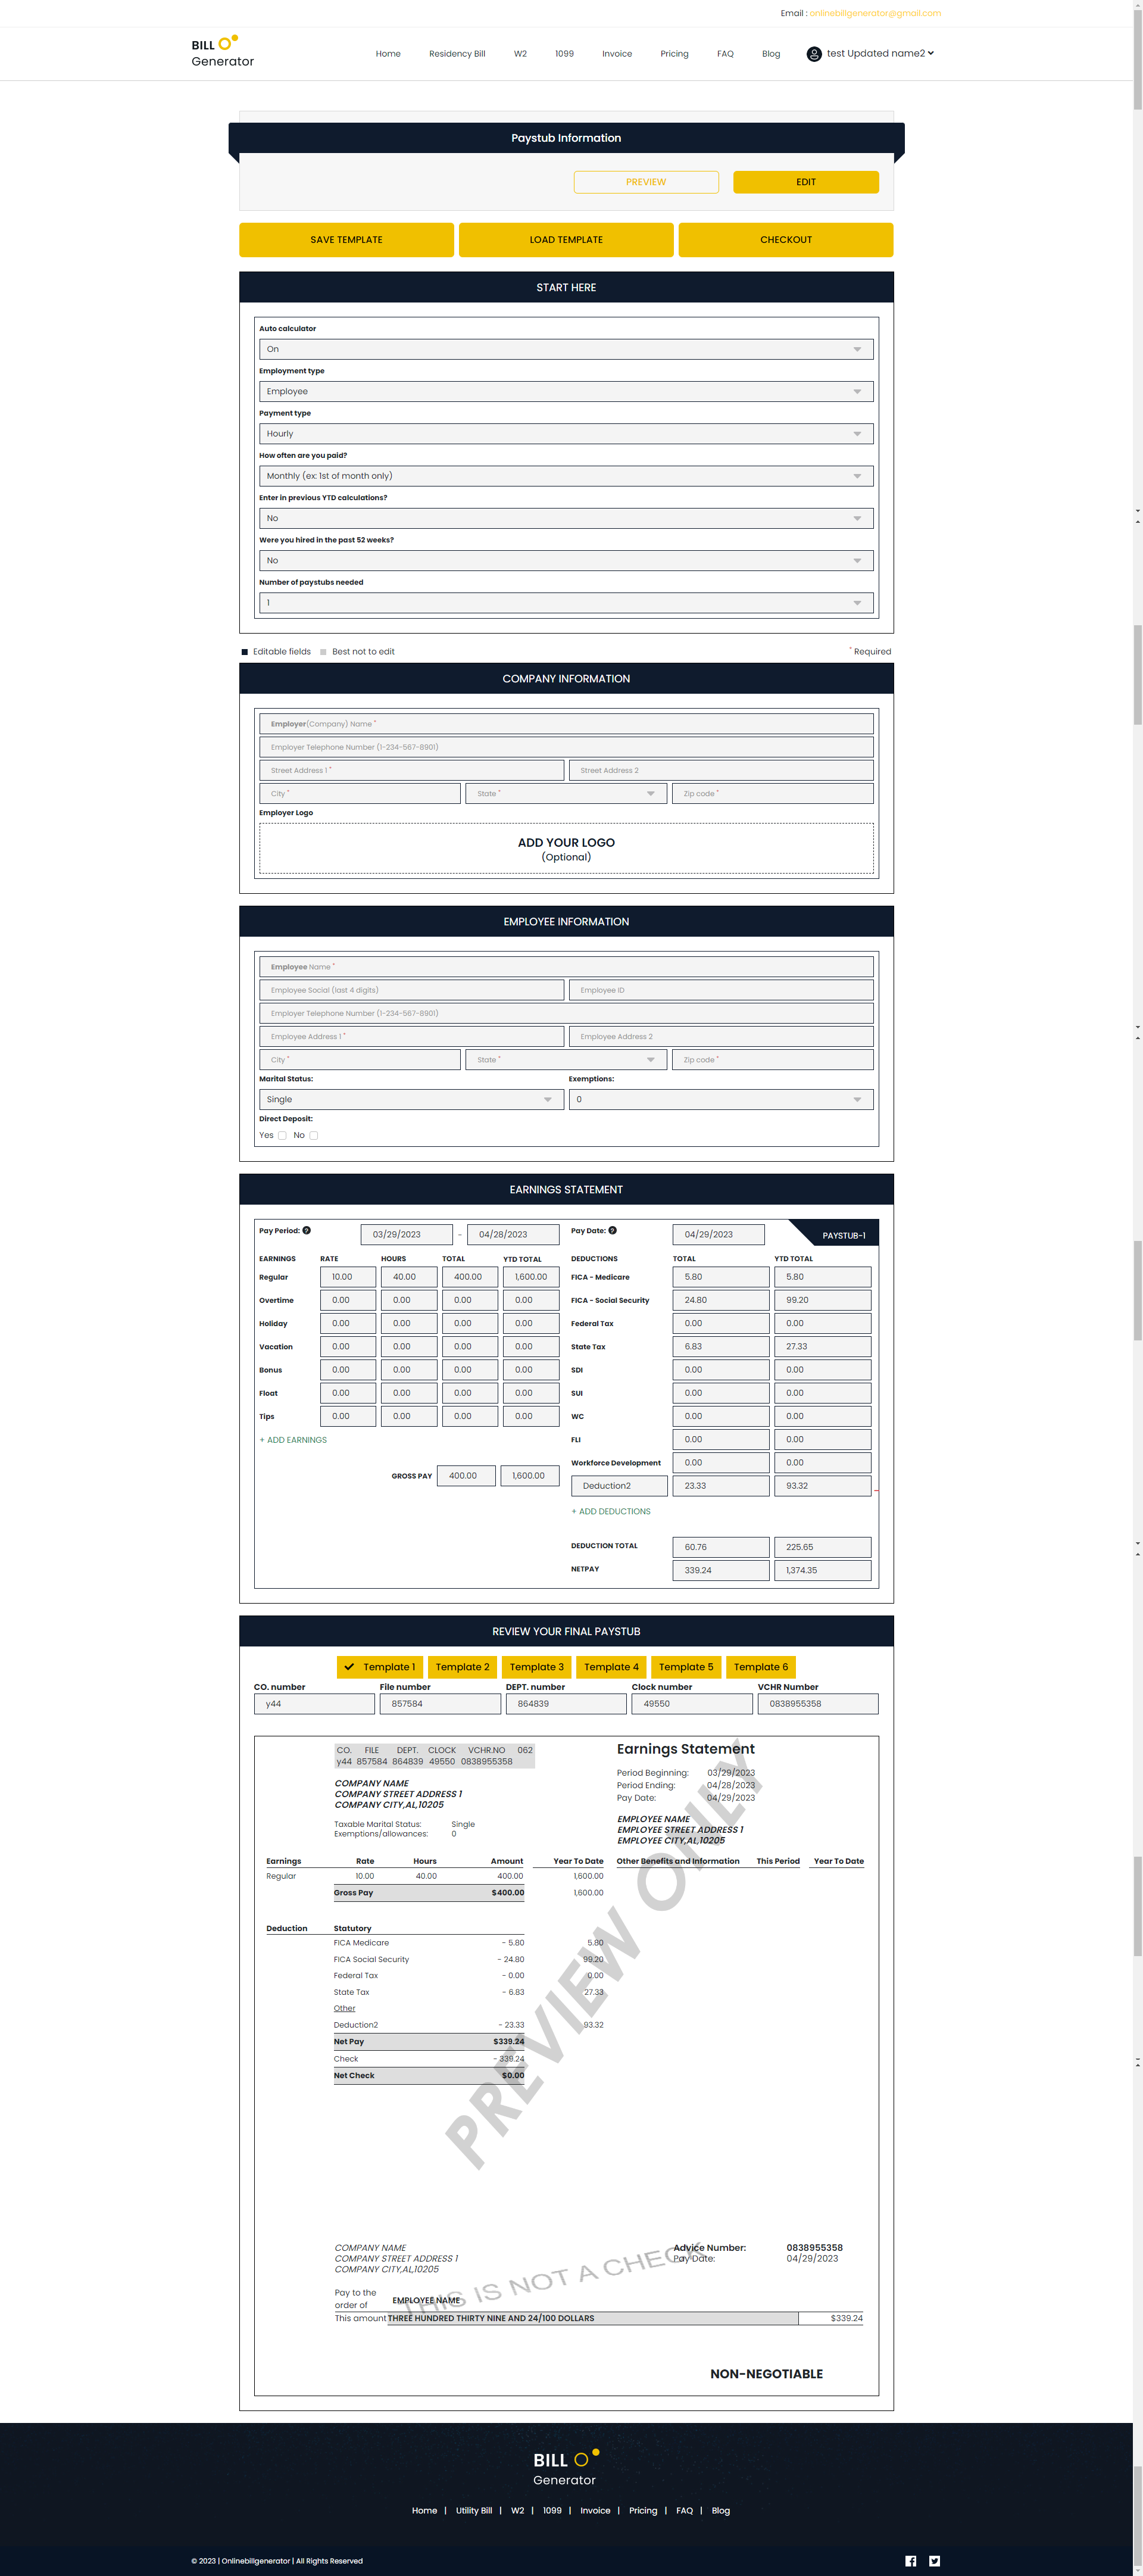 Email : onlinebillgenerator@gmail.com
BILL
Generator
Home Residency Bill W2 1099 Invoice Pricing FAQ Blog test Updated name2
Paystub Information
PREVIEW EDIT
SAVE TEMPLATE LOAD TEMPLATE CHECKOUT
START HERE
Auto calculator
On
Employment type
Employee
Payment type
Hourly
How often are you paid?
Monthly (ex: 1st of month only)
Enter in previous YTD calculations?
No
Were you hired in the past 52 weeks?
No
Number of paystubs needed
1
Editable fields Best not to edit * Required
COMPANY INFORMATION
Employer(Company) Name *
Employer Telephone Number (1-234-567-8901)
Street Address 1 * Street Address 2
City * State * Zip code *
Employer Logo
ADD YOUR LOGO
(Optional)
EMPLOYEE INFORMATION
Employee Name *
Employee Social (last 4 digits) Employee ID
Employer Telephone Number (1-234-567-8901)
Employee Address 1 * Employee Address 2
City * State * Zip code *
Marital Status: Exemptions:
Single 0
Direct Deposit:
Yes No
EARNINGS STATEMENT
Pay Period: ? 03/29/2023 - 04/28/2023 Pay Date: ? 04/29/2023 PAYSTUB-1
EARNINGS RATE HOURS TOTAL YTD TOTAL DEDUCTIONS TOTAL YTD TOTAL
Regular 10.00 40.00 400.00 1,600.00 FICA - Medicare 5.80 5.80
Overtime 0.00 0.00 0.00 0.00 FICA - Social Security 24.80 99.20
Holiday 0.00 0.00 0.00 0.00 Federal Tax 0.00 0.00
Vacation 0.00 0.00 0.00 0.00 State Tax 6.83 27.33
Bonus 0.00 0.00 0.00 0.00 SDI 0.00 0.00
Float 0.00 0.00 0.00 0.00 SUI 0.00 0.00
Tips 0.00 0.00 0.00 0.00 WC 0.00 0.00
+ ADD EARNINGS FLI 0.00 0.00
Workforce Development 0.00 0.00
GROSS PAY 400.00 1,600.00 Deduction2 23.33 93.32
+ ADD DEDUCTIONS
DEDUCTION TOTAL 60.76 225.65
NETPAY 339.24 1,374.35
REVIEW YOUR FINAL PAYSTUB
Template 1 Template 2 Template 3 Template 4 Template 5 Template 6
CO. number File number DEPT. number Clock number VCHR Number
y44 857584 864839 49550 0838955358
CO. FILE DEPT. CLOCK VCHR.NO 062
y44 857584 864839 49550 0838955358
Earnings Statement
Period Beginning: 03/29/2023
Period Ending: 04/28/2023
Pay Date: 04/29/2023
COMPANY NAME
COMPANY STREET ADDRESS 1
COMPANY CITY,AL,10205
Taxable Marital Status: Single
Exemptions/allowances: 0
EMPLOYEE NAME
EMPLOYEE STREET ADDRESS 1
EMPLOYEE CITY,AL,10205
Earnings Rate Hours Amount Year To Date Other Benefits and Information This Period Year To Date
Regular 10.00 40.00 400.00 1,600.00
Gross Pay $400.00 1,600.00
Deduction Statutory
FICA Medicare - 5.80 5.80
FICA Social Security - 24.80 99.20
Federal Tax - 0.00 0.00
State Tax - 6.83 27.33
Other
Deduction2 - 23.33 93.32
Net Pay $339.24
Check - 339.24
Net Check $0.00
PREVIEW ONLY
COMPANY NAME
COMPANY STREET ADDRESS 1
COMPANY CITY,AL,10205
Advice Number: 0838955358
Pay Date: 04/29/2023
THIS IS NOT A CHECK
Pay to the
order of EMPLOYEE NAME
This amount THREE HUNDRED THIRTY NINE AND 24/100 DOLLARS $339.24
NON-NEGOTIABLE
BILL
Generator
Home | Utility Bill | W2 | 1099 | Invoice | Pricing | FAQ | Blog
© 2023 | Onlinebillgenerator | All Rights Reserved